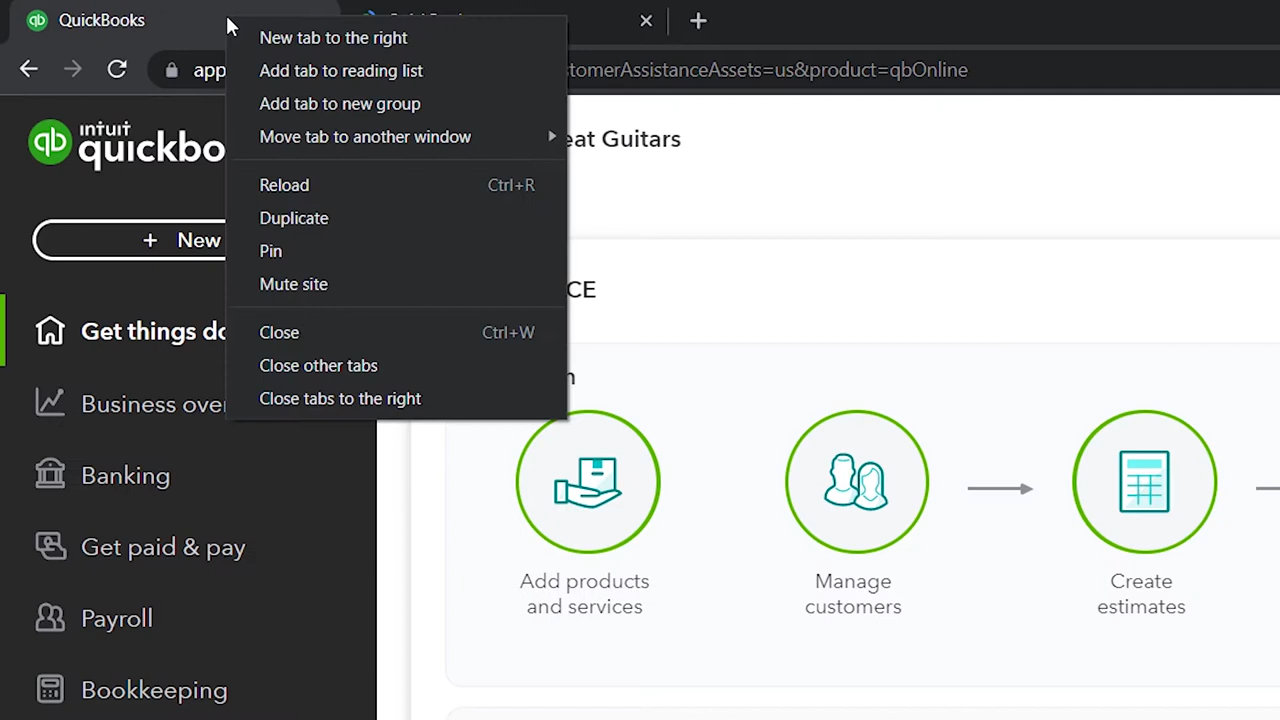 QuickBooks
New tab to the right
app
tomerAssistanceAssets=us&product=qbOnline
Add tab to reading list
Add tab to new group
Move tab to another window
eat Guitars
ıntuıt
quickbo
Reload Ctrl+R
Duplicate
+ New
Pin
Mute site
CE
Get things do
Close Ctrl+W
Close other tabs
Close tabs to the right
Business over
Banking
Get paid & pay
Payroll
Bookkeeping
Add products
and services
Manage
customers
Create
estimates